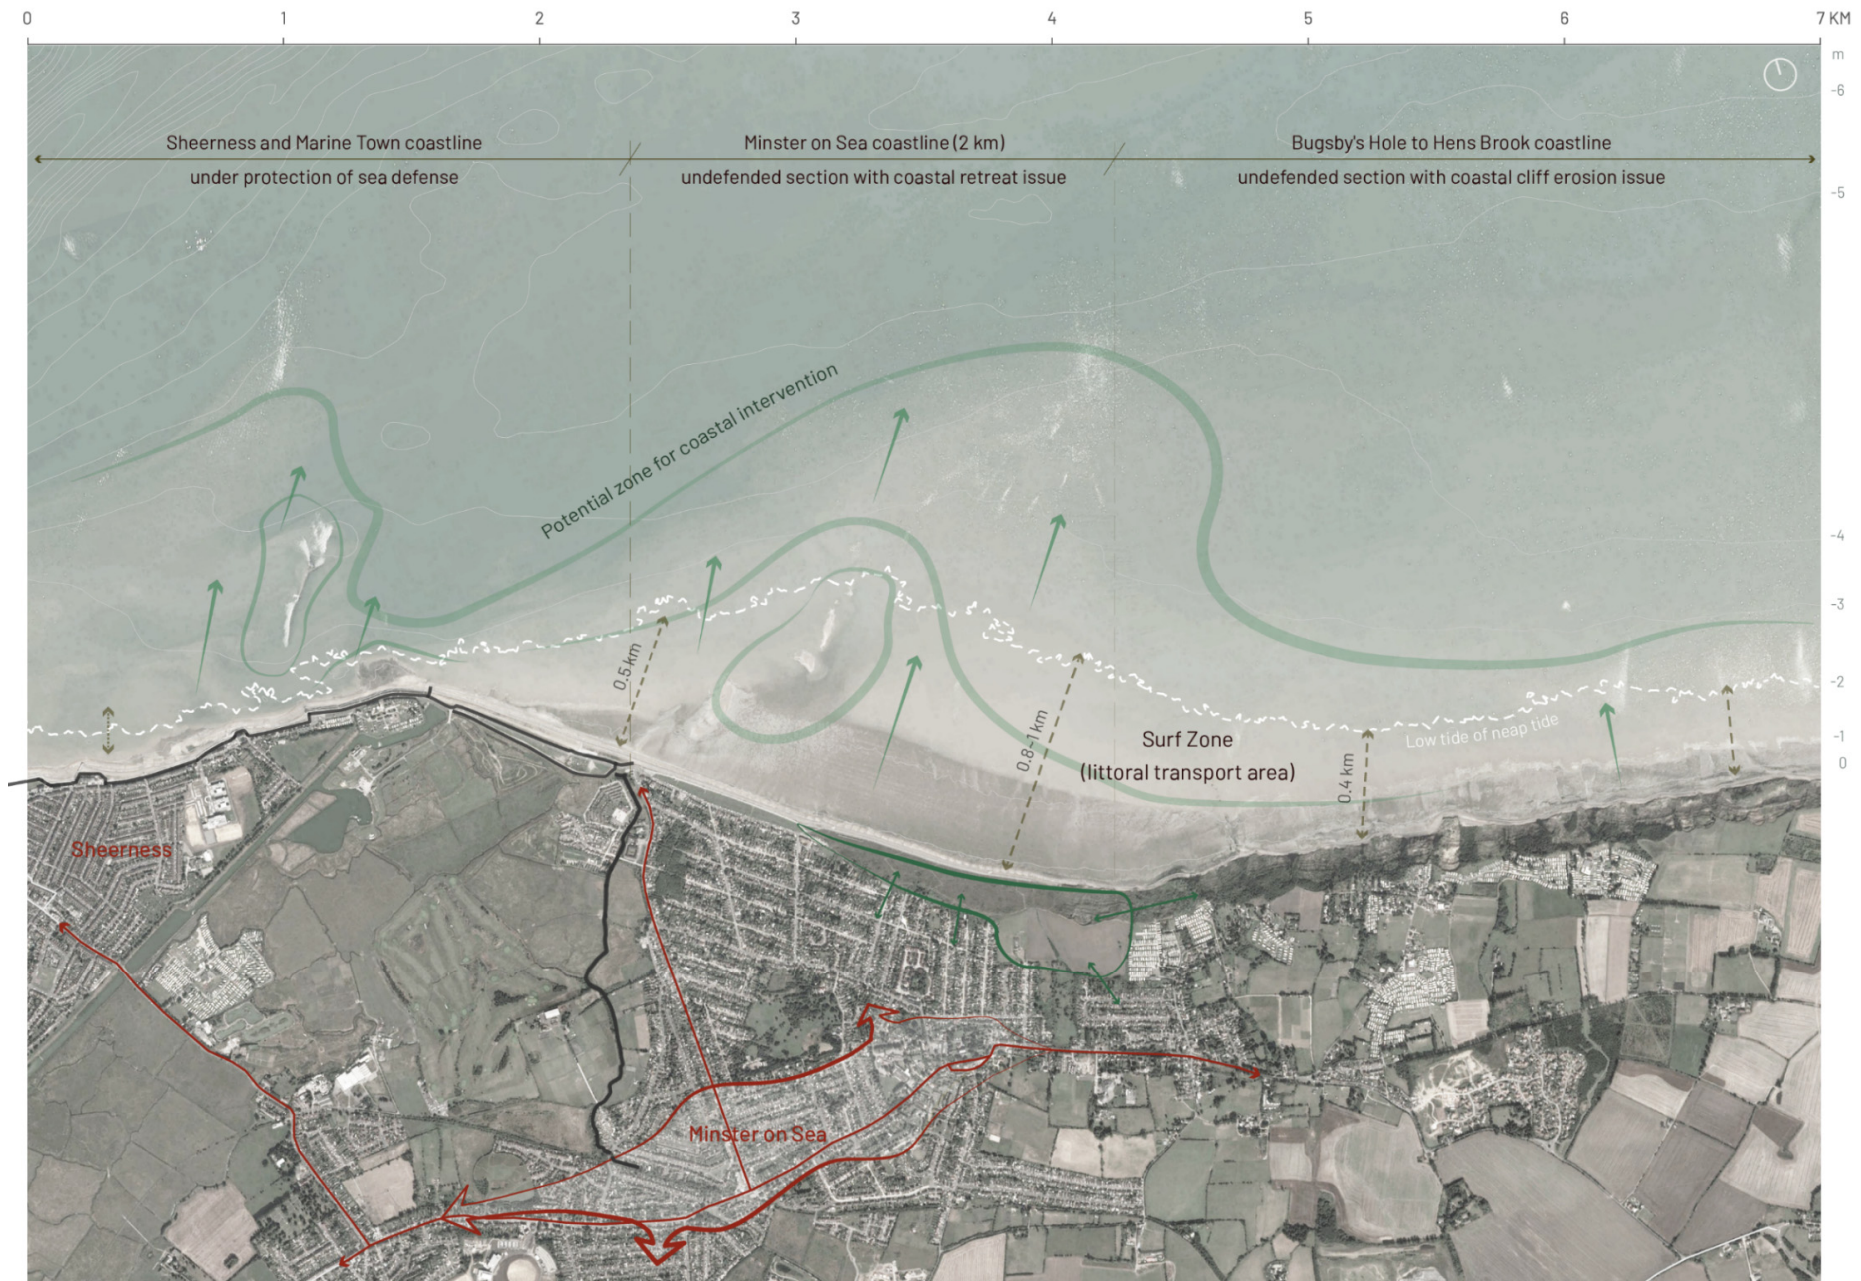 0 1 2 3 4 5 6 7 KM
m
-6
Sheerness and Marine Town coastline
under protection of sea defense
Minster on Sea coastline (2 km)
undefended section with coastal retreat issue
Bugsby's Hole to Hens Brook coastline
undefended section with coastal cliff erosion issue
-5
Potential zone for coastal intervention
-4
-3
0.5 km
-2
0.8-1 km
Surf Zone
(littoral transport area)
Low tide of neap tide
-1
0
0.4 km
Sheerness
Minster on Sea